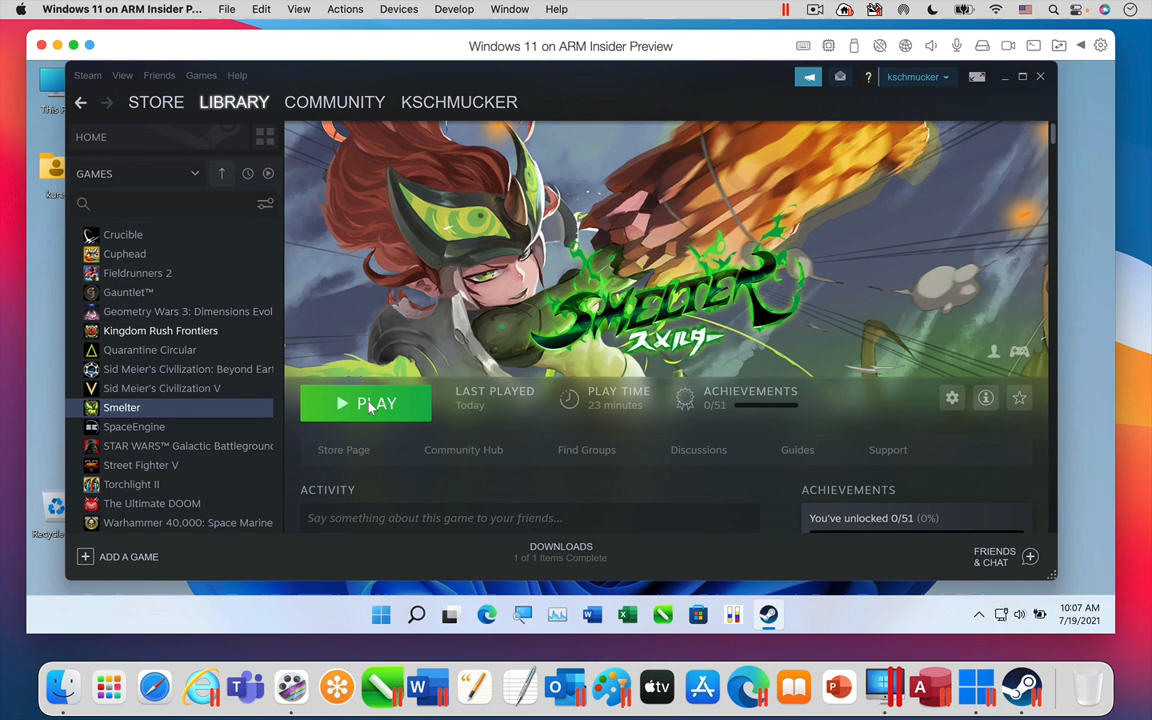 Windows 11 on ARM Insider P... File Edit View Actions Devices Develop Window Help
Windows 11 on ARM Insider Preview
Steam View Friends Games Help
kschmucker
STORE LIBRARY COMMUNITY KSCHMUCKER
HOME
GAMES
Crucible
Cuphead
Fieldrunners 2
Gauntlet™
Geometry Wars 3: Dimensions Evol
Kingdom Rush Frontiers
Quarantine Circular
Sid Meier's Civilization: Beyond Eart
Sid Meier's Civilization V
Smelter
SpaceEngine
STAR WARS™ Galactic Battleground
Street Fighter V
Torchlight II
The Ultimate DOOM
Warhammer 40,000: Space Marine
ADD A GAME
SMELTER
スメルター
PLAY
LAST PLAYED
Today
PLAY TIME
23 minutes
ACHIEVEMENTS
0/51
Store Page Community Hub Find Groups Discussions Guides Support
ACTIVITY
Say something about this game to your friends...
ACHIEVEMENTS
You've unlocked 0/51 (0%)
DOWNLOADS
1 of 1 Items Complete
FRIENDS
& CHAT
This P
kurt
Recycle
10:07 AM
7/19/2021
tv